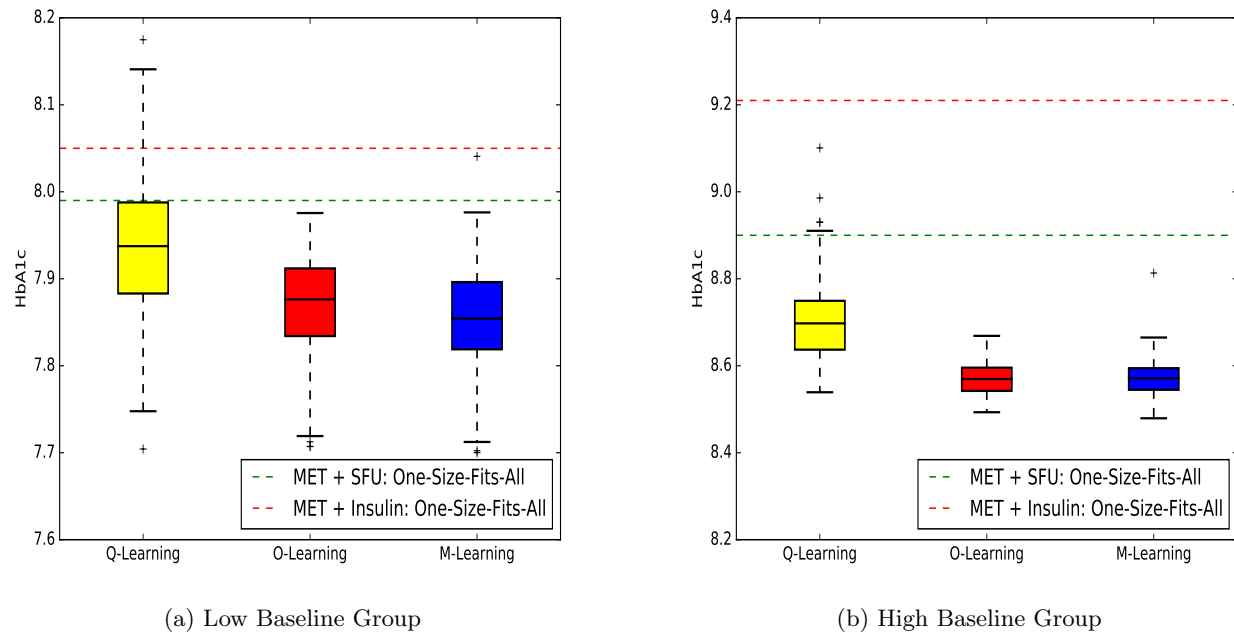 8.2
8.1
8.0
7.9
7.8
7.7
7.6
HbA1c
Q-Learning
O-Learning
M-Learning
MET + SFU: One-Size-Fits-All
MET + Insulin: One-Size-Fits-All
(a) Low Baseline Group
9.4
9.2
9.0
8.8
8.6
8.4
8.2
HbA1c
Q-Learning
O-Learning
M-Learning
MET + SFU: One-Size-Fits-All
MET + Insulin: One-Size-Fits-All
(b) High Baseline Group